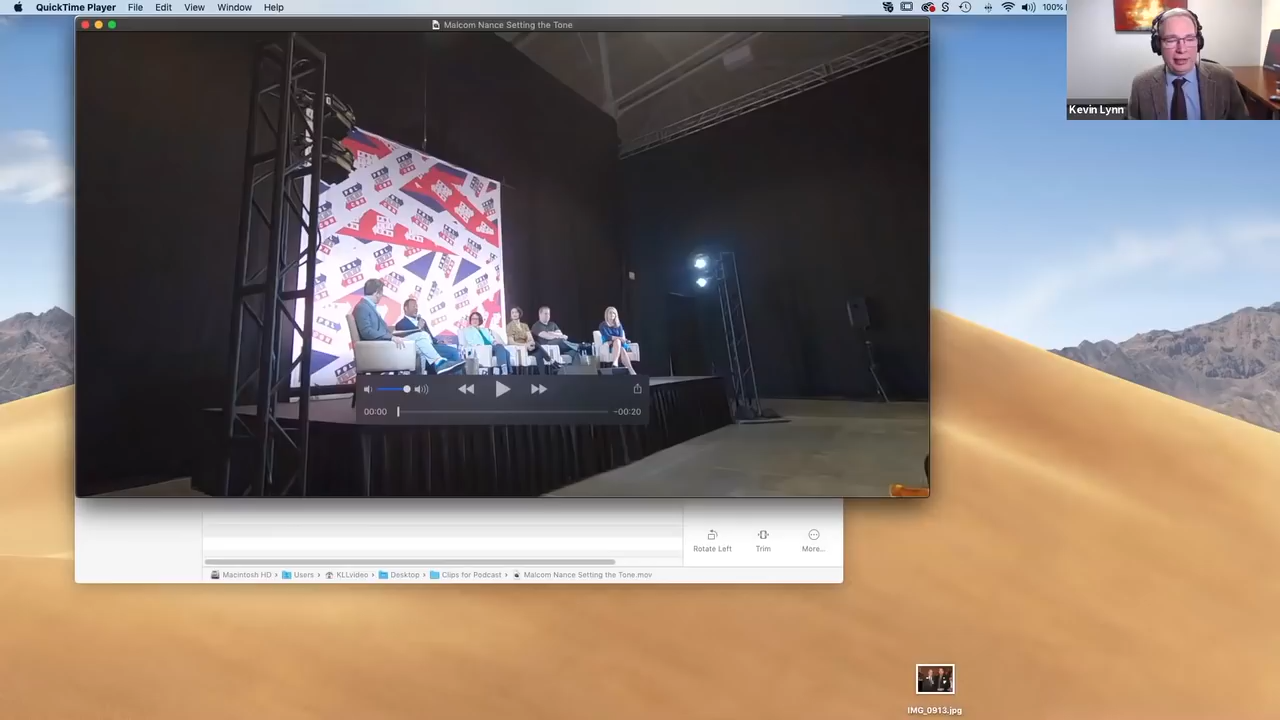 QuickTime Player File Edit View Window Help
100%
Malcom Nance Setting the Tone
Kevin Lynn
00:00
-00:20
Rotate Left Trim More...
Macintosh HD › Users › KLLvideo › Desktop › Clips for Podcast › Malcom Nance Setting the Tone.mov
IMG_0913.jpg